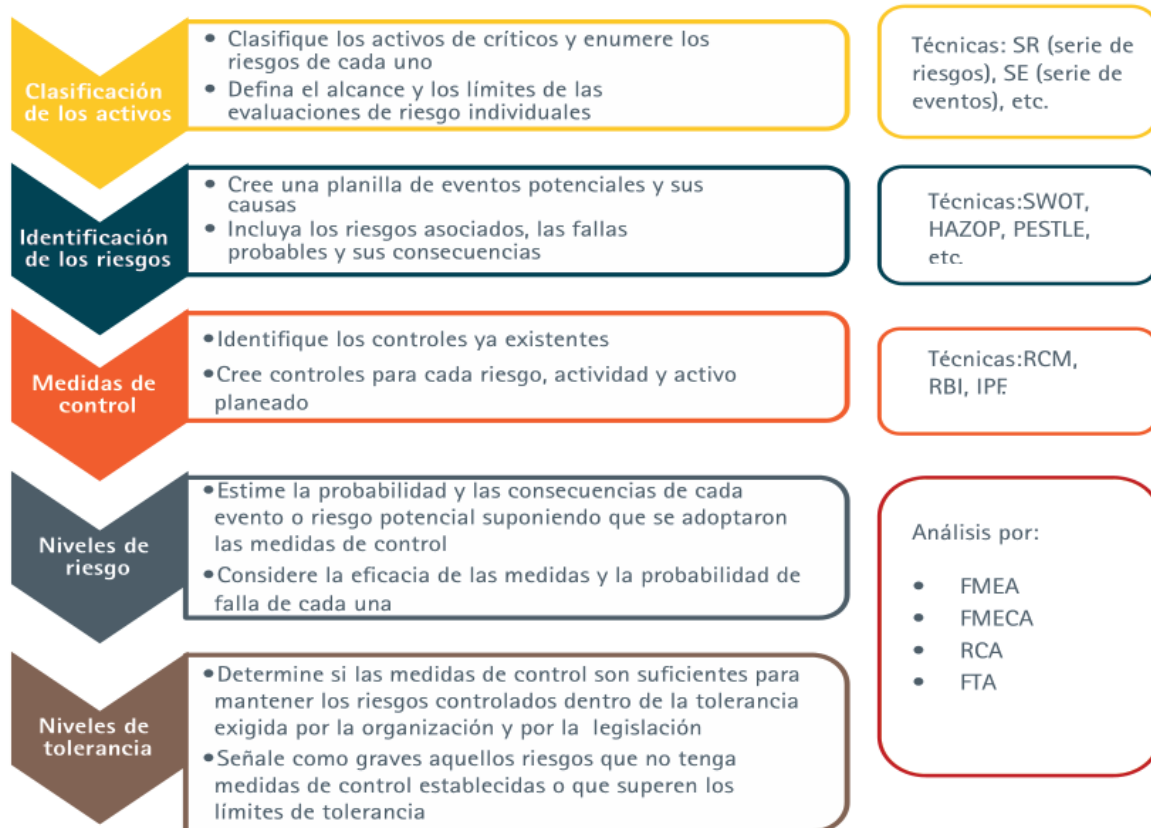 Clasificación
de los activos
• Clasifique los activos de críticos y enumere los
riesgos de cada uno
• Defina el alcance y los límites de las
evaluaciones de riesgo individuales
Técnicas: SR (serie de
riesgos), SE (serie de
eventos), etc.
Identificación
de los riesgos
• Cree una planilla de eventos potenciales y sus
causas
• Incluya los riesgos asociados, las fallas
probables y sus consecuencias
Técnicas:SWOT,
HAZOP, PESTLE,
etc.
Medidas de
control
•Identifique los controles ya existentes
•Cree controles para cada riesgo, actividad y activo
planeado
Técnicas:RCM,
RBI, IPF.
Niveles de
riesgo
•Estime la probabilidad y las consecuencias de cada
evento o riesgo potencial suponiendo que se adoptaron
las medidas de control
•Considere la eficacia de las medidas y la probabilidad de
falla de cada una
Análisis por:
• FMEA
• FMECA
• RCA
• FTA
Niveles de
tolerancia
•Determine si las medidas de control son suficientes para
mantener los riesgos controlados dentro de la tolerancia
exigida por la organización y por la legislación
•Señale como graves aquellos riesgos que no tenga
medidas de control establecidas o que superen los
límites de tolerancia